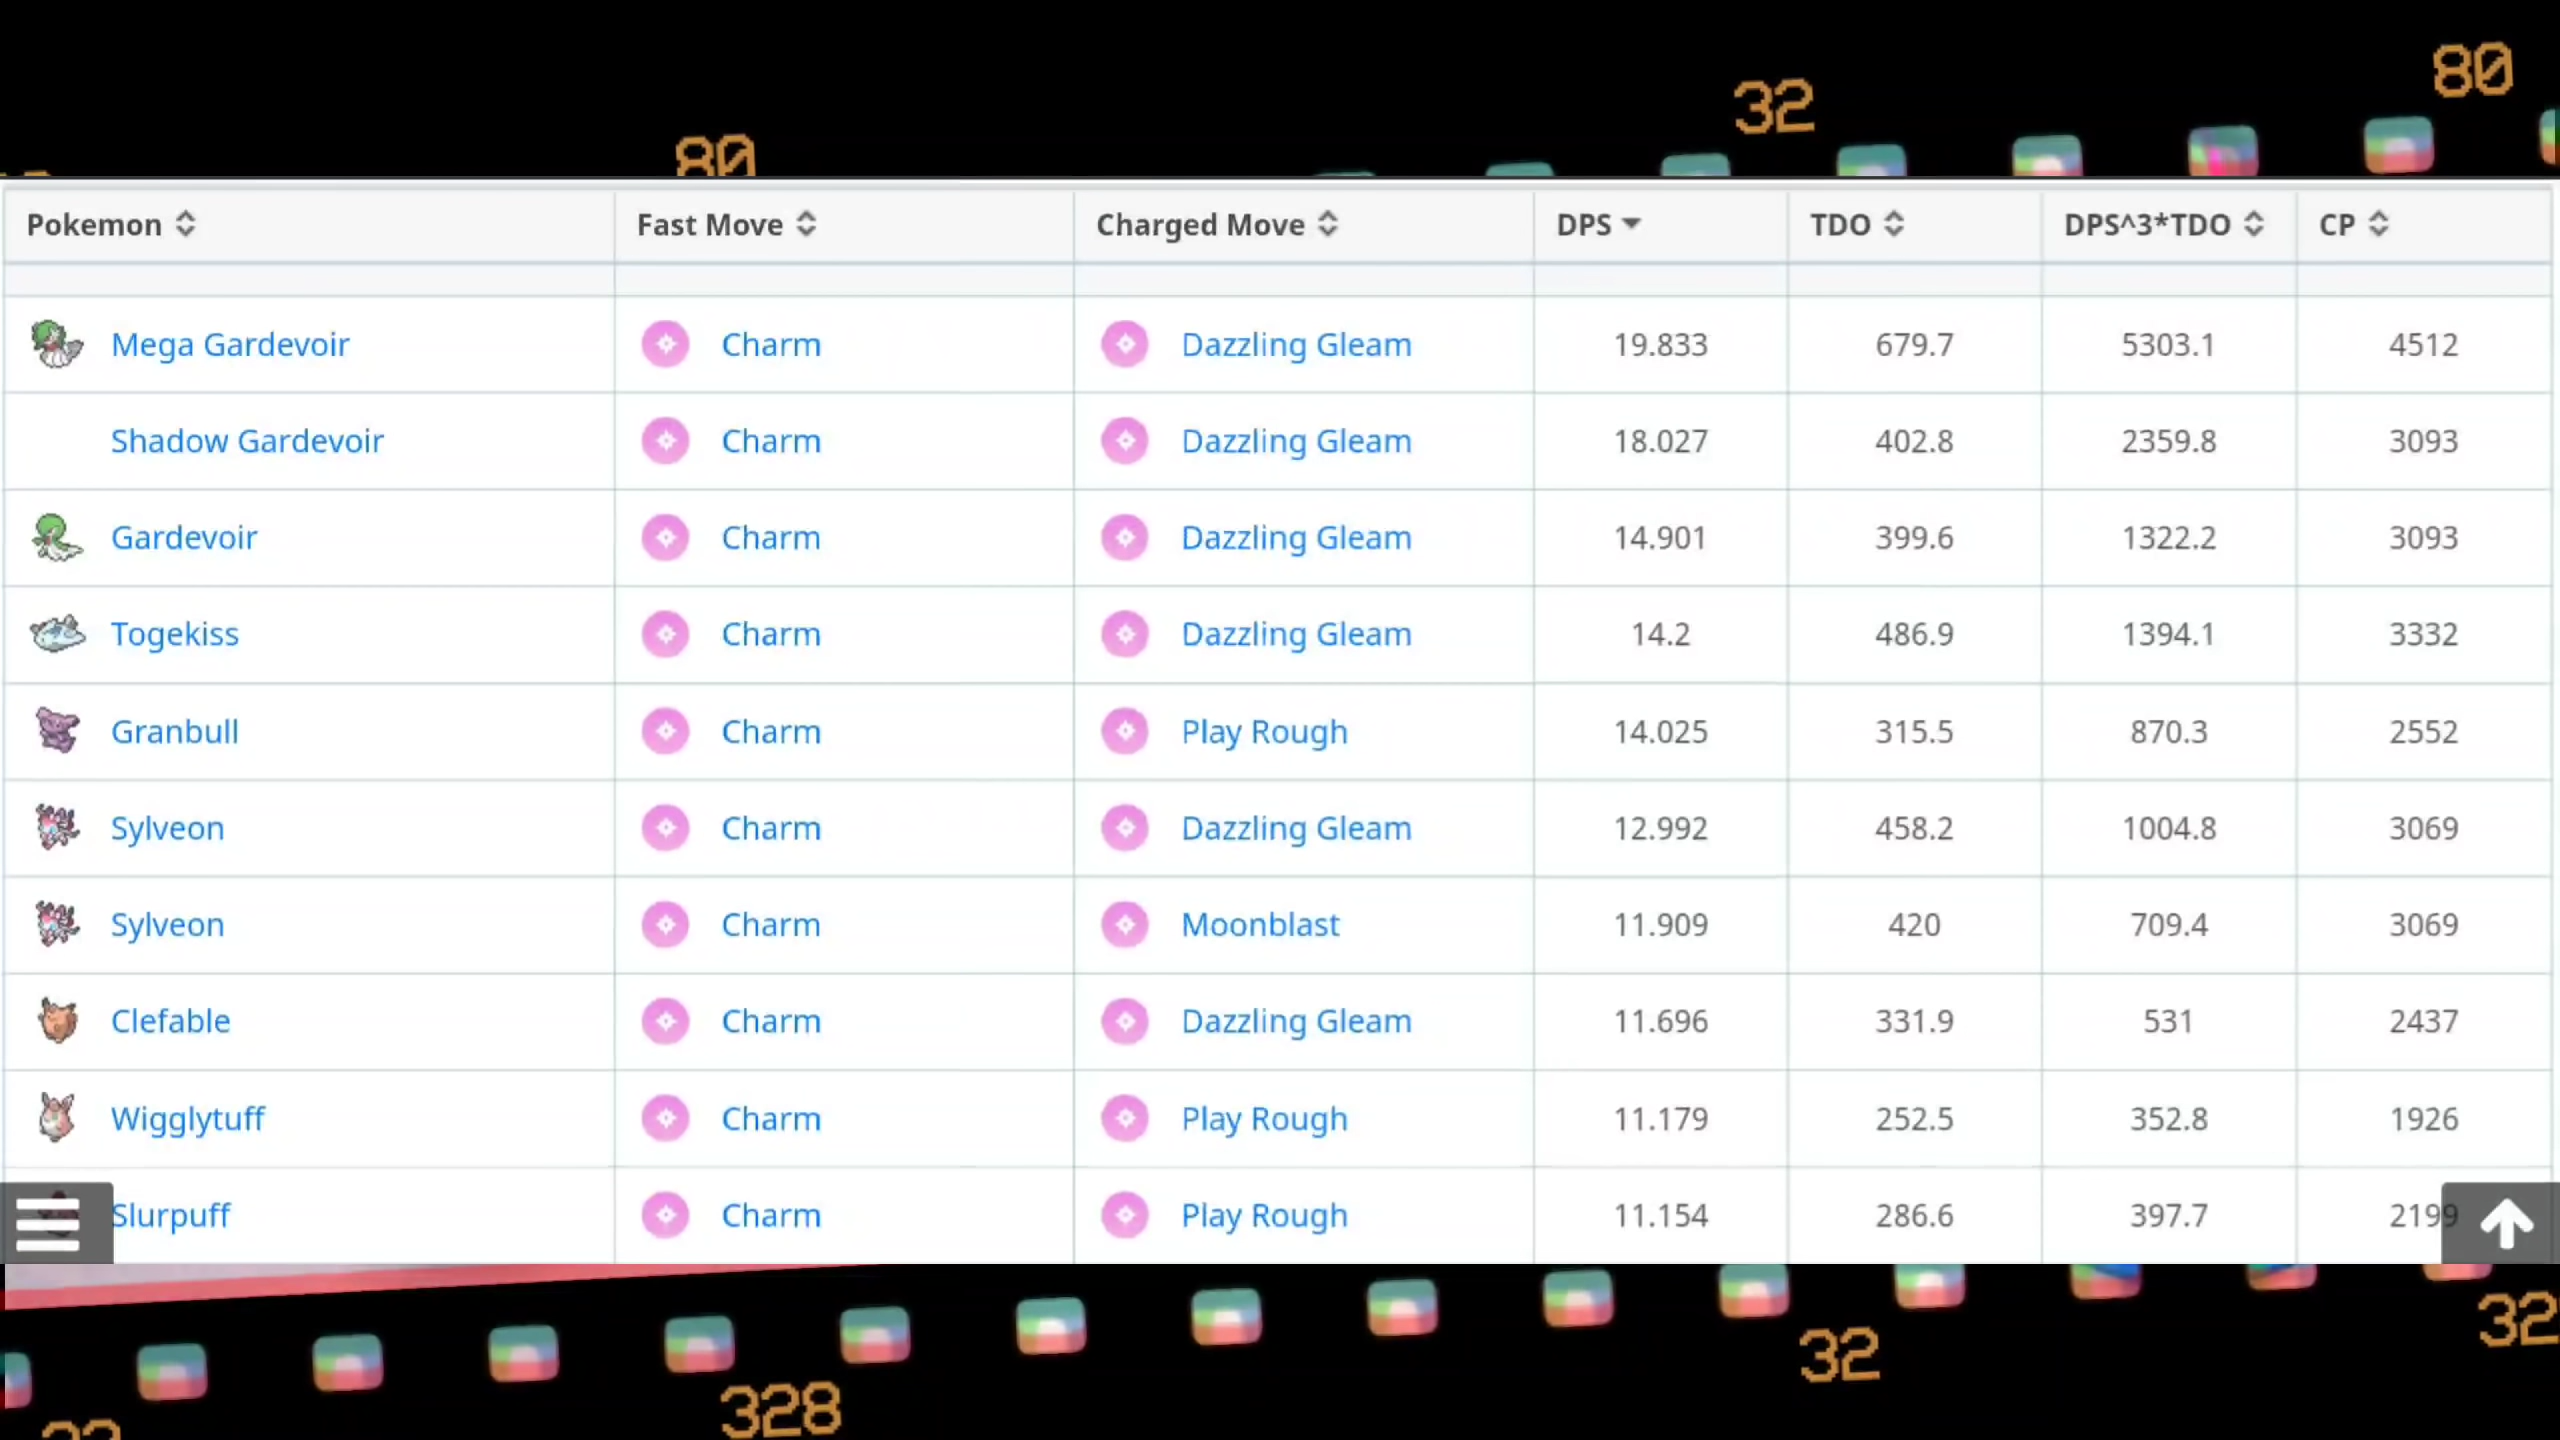 80
32
80
Pokemon Fast Move Charged Move DPS TDO DPS^3*TDO CP
Mega Gardevoir Charm Dazzling Gleam 19.833 679.7 5303.1 4512
Shadow Gardevoir Charm Dazzling Gleam 18.027 402.8 2359.8 3093
Gardevoir Charm Dazzling Gleam 14.901 399.6 1322.2 3093
Togekiss Charm Dazzling Gleam 14.2 486.9 1394.1 3332
Granbull Charm Play Rough 14.025 315.5 870.3 2552
Sylveon Charm Dazzling Gleam 12.992 458.2 1004.8 3069
Sylveon Charm Moonblast 11.909 420 709.4 3069
Clefable Charm Dazzling Gleam 11.696 331.9 531 2437
Wigglytuff Charm Play Rough 11.179 252.5 352.8 1926
Slurpuff Charm Play Rough 11.154 286.6 397.7 2199
32
32
328